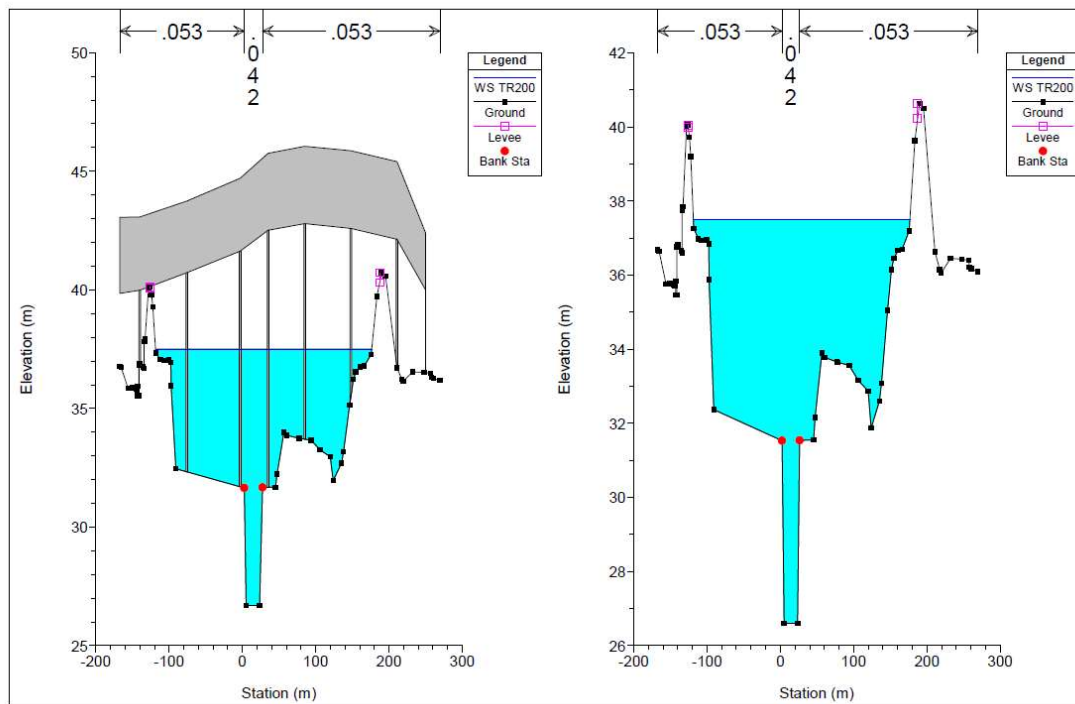 .053
.
0
4
2
.053
50
45
40
35
30
25
-200
-100
0
100
200
300
Elevation (m)
Station (m)
Legend
WS TR200
Ground
Levee
Bank Sta
.053
.
0
4
2
.053
42
40
38
36
34
32
30
28
26
-200
-100
0
100
200
300
Elevation (m)
Station (m)
Legend
WS TR200
Ground
Levee
Bank Sta